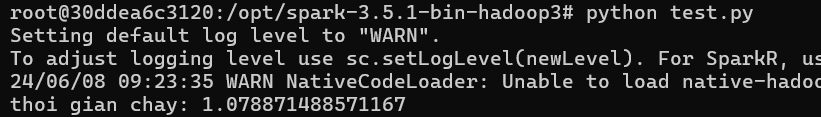 root@30ddea6c3120:/opt/spark-3.5.1-bin-hadoop3# python test.py
Setting default log level to "WARN".
To adjust logging level use sc.setLogLevel(newLevel). For SparkR, us
24/06/08 09:23:35 WARN NativeCodeLoader: Unable to load native-hadoo
thoi gian chay: 1.078871488571167